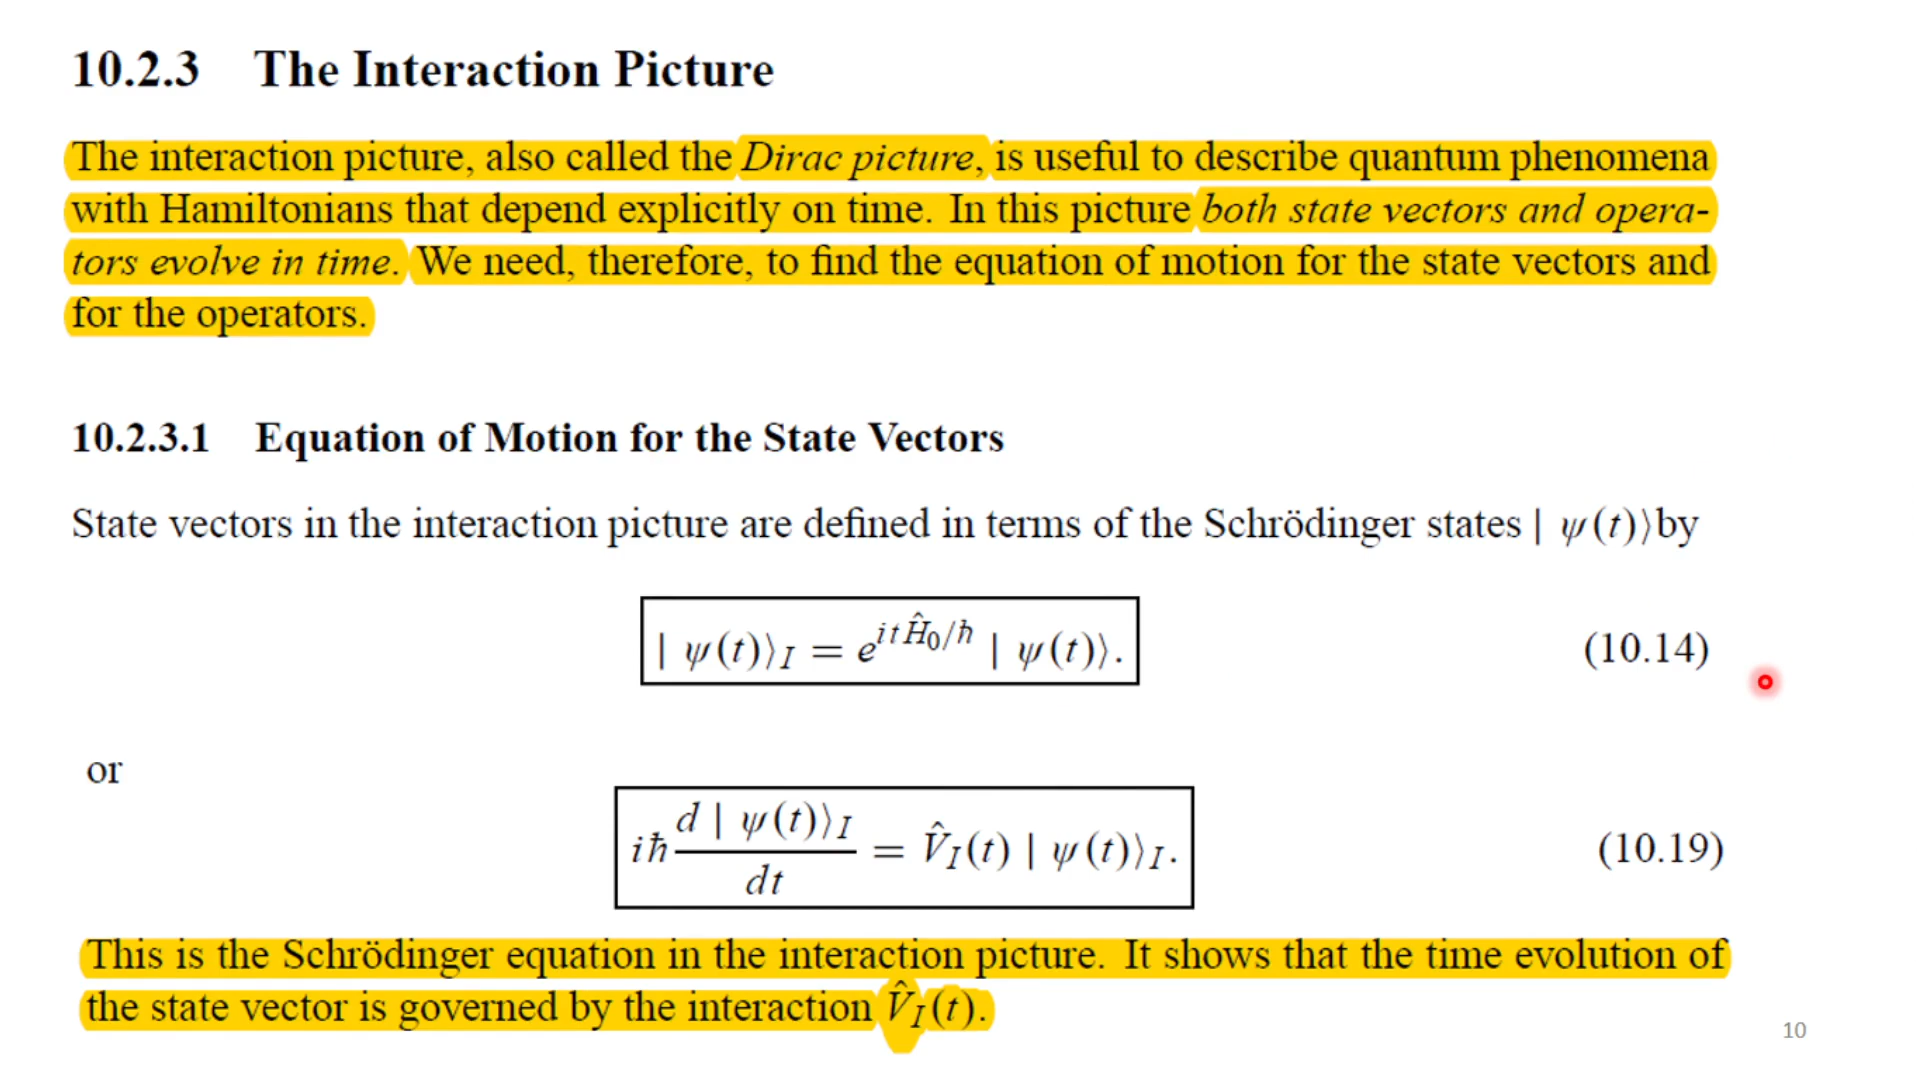 10.2.3 The Interaction Picture
The interaction picture, also called the Dirac picture, is useful to describe quantum phenomena
with Hamiltonians that depend explicitly on time. In this picture both state vectors and opera-
tors evolve in time. We need, therefore, to find the equation of motion for the state vectors and
for the operators.
10.2.3.1 Equation of Motion for the State Vectors
State vectors in the interaction picture are defined in terms of the Schrödinger states | ψ(t)⟩by
| ψ(t)⟩_I = e^{itĤ_0/ħ} | ψ(t)⟩. (10.14)
or
iħ d | ψ(t)⟩_I / dt = V̂_I(t) | ψ(t)⟩_I. (10.19)
This is the Schrödinger equation in the interaction picture. It shows that the time evolution of
the state vector is governed by the interaction V̂_I(t).
10